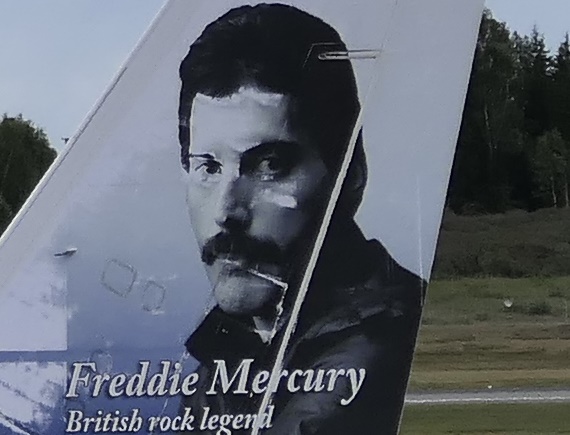 Freddie Mercury
British rock legend